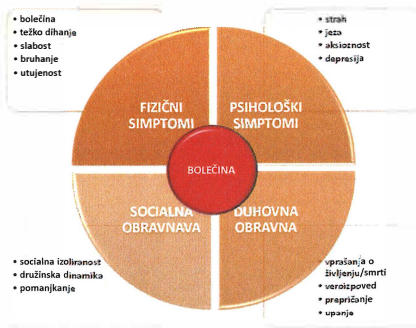 • bolečina
• težko dihanje
• slabost
• bruhanje
• utujenost
• strah
• jeza
• aksioznost
• depresija
FIZIČNI
SIMPTOMI
PSIHOLOŠKI
SIMPTOMI
BOLEČINA
SOCIALNA
OBRAVNAVA
DUHOVNA
OBRAVNA
• socialna izoliranost
• družinska dinamika
• pomanjkanje
• vprašanja o
življenju/smrti
• veroizpoved
• prepričanje
• upanje